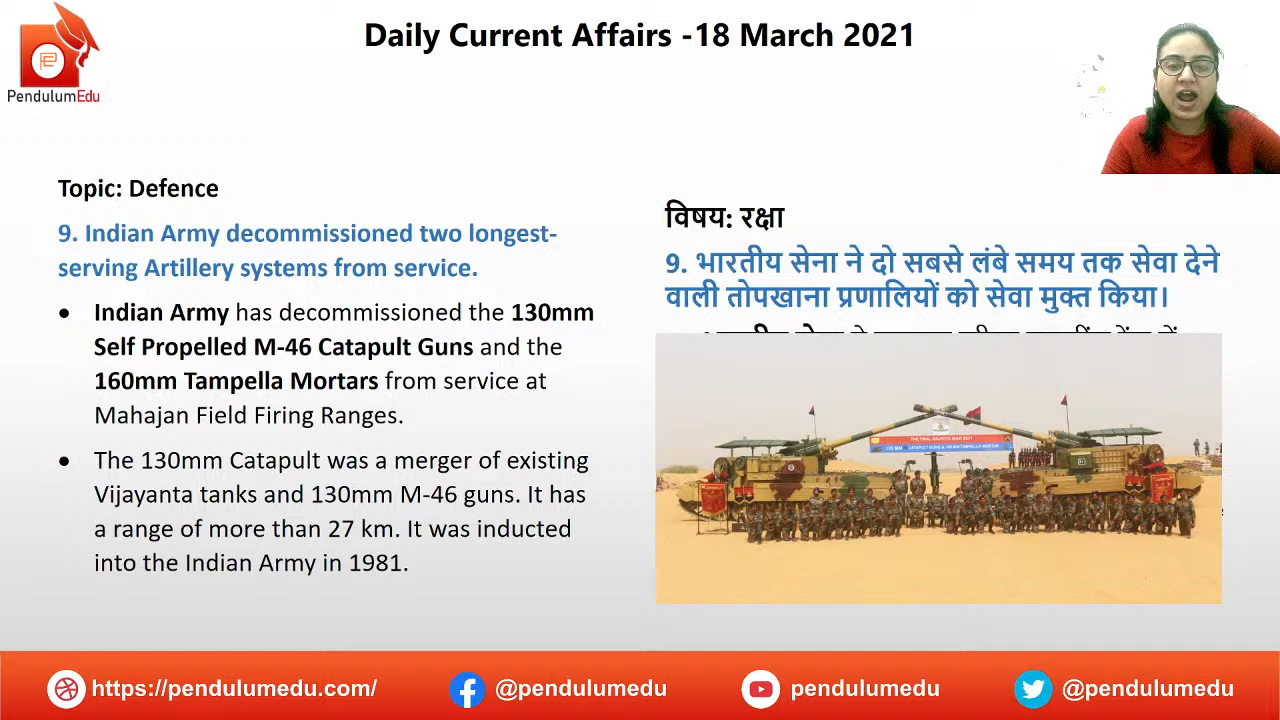 Daily Current Affairs -18 March 2021
PendulumEdu
Topic: Defence
9. Indian Army decommissioned two longest-
serving Artillery systems from service.
• Indian Army has decommissioned the 130mm
Self Propelled M-46 Catapult Guns and the
160mm Tampella Mortars from service at
Mahajan Field Firing Ranges.
• The 130mm Catapult was a merger of existing
Vijayanta tanks and 130mm M-46 guns. It has
a range of more than 27 km. It was inducted
into the Indian Army in 1981.
विषय: रक्षा
9. भारतीय सेना ने दो सबसे लंबे समय तक सेवा देने
वाली तोपखाना प्रणालियों को सेवा मुक्त किया।
https://pendulumedu.com/
@pendulumedu
pendulumedu
@pendulumedu